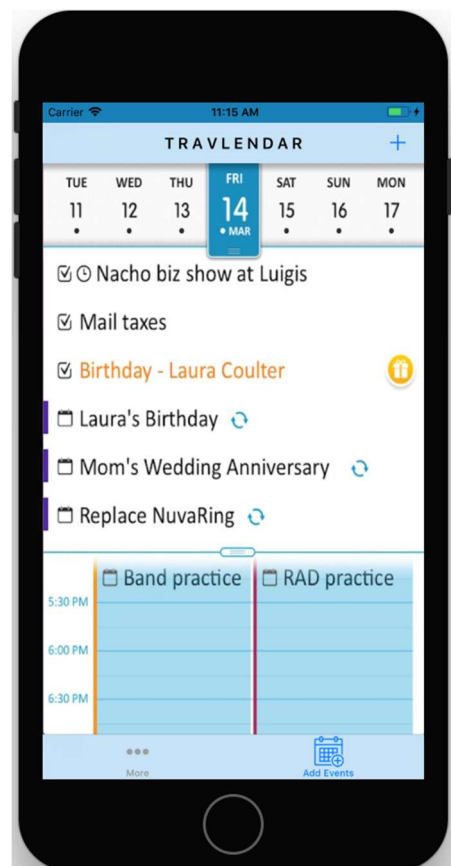 Carrier 11:15 AM
TRAVLENDAR +
TUE WED THU FRI SAT SUN MON
11 12 13 14 15 16 17
• MAR
Nacho biz show at Luigis
Mail taxes
Birthday - Laura Coulter
Laura's Birthday
Mom's Wedding Anniversary
Replace NuvaRing
Band practice RAD practice
5:30 PM
6:00 PM
6:30 PM
More Add Events